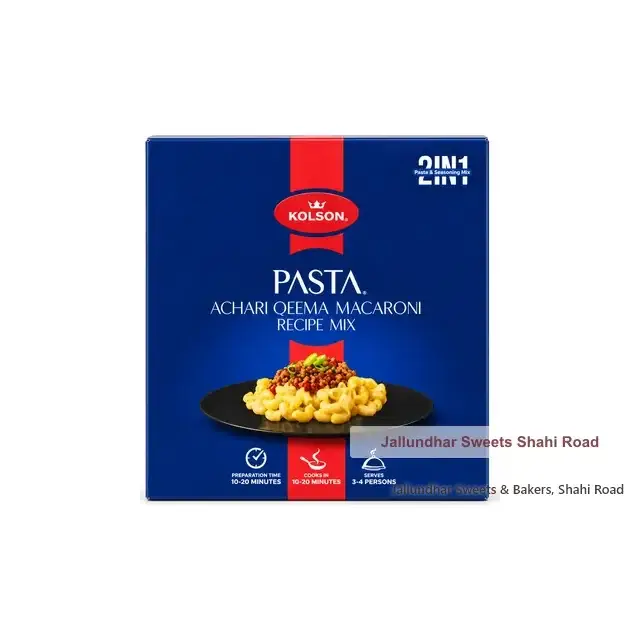 2IN1
Pasta & Seasoning Mix
KOLSON®
PASTA®
ACHARI QEEMA MACARONI
RECIPE MIX
Jallundhar Sweets Shahi Road
PREPARATION TIME
10-20 MINUTES
COOKS IN
10-20 MINUTES
SERVES
3-4 PERSONS
Jallundhar Sweets & Bakers, Shahi Road